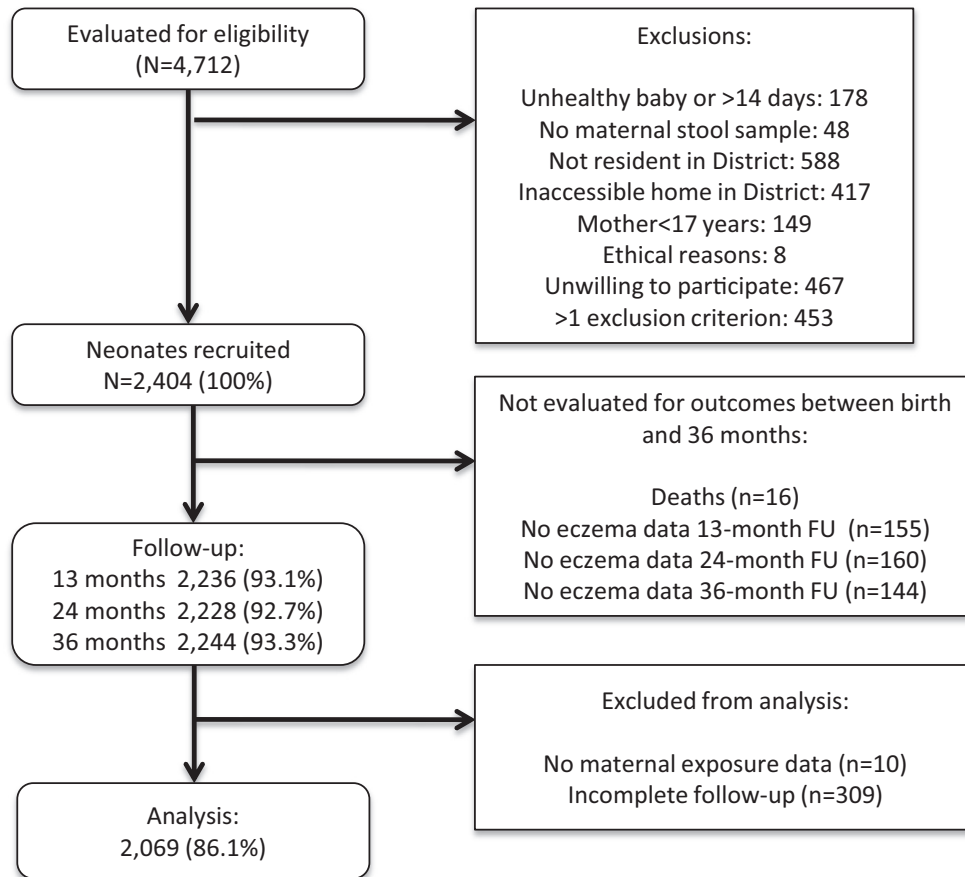 Evaluated for eligibility
(N=4,712)
Exclusions:
Unhealthy baby or >14 days: 178
No maternal stool sample: 48
Not resident in District: 588
Inaccessible home in District: 417
Mother<17 years: 149
Ethical reasons: 8
Unwilling to participate: 467
>1 exclusion criterion: 453
Neonates recruited
N=2,404 (100%)
Not evaluated for outcomes between birth
and 36 months:
Deaths (n=16)
No eczema data 13-month FU (n=155)
No eczema data 24-month FU (n=160)
No eczema data 36-month FU (n=144)
Follow-up:
13 months 2,236 (93.1%)
24 months 2,228 (92.7%)
36 months 2,244 (93.3%)
Excluded from analysis:
No maternal exposure data (n=10)
Incomplete follow-up (n=309)
Analysis:
2,069 (86.1%)